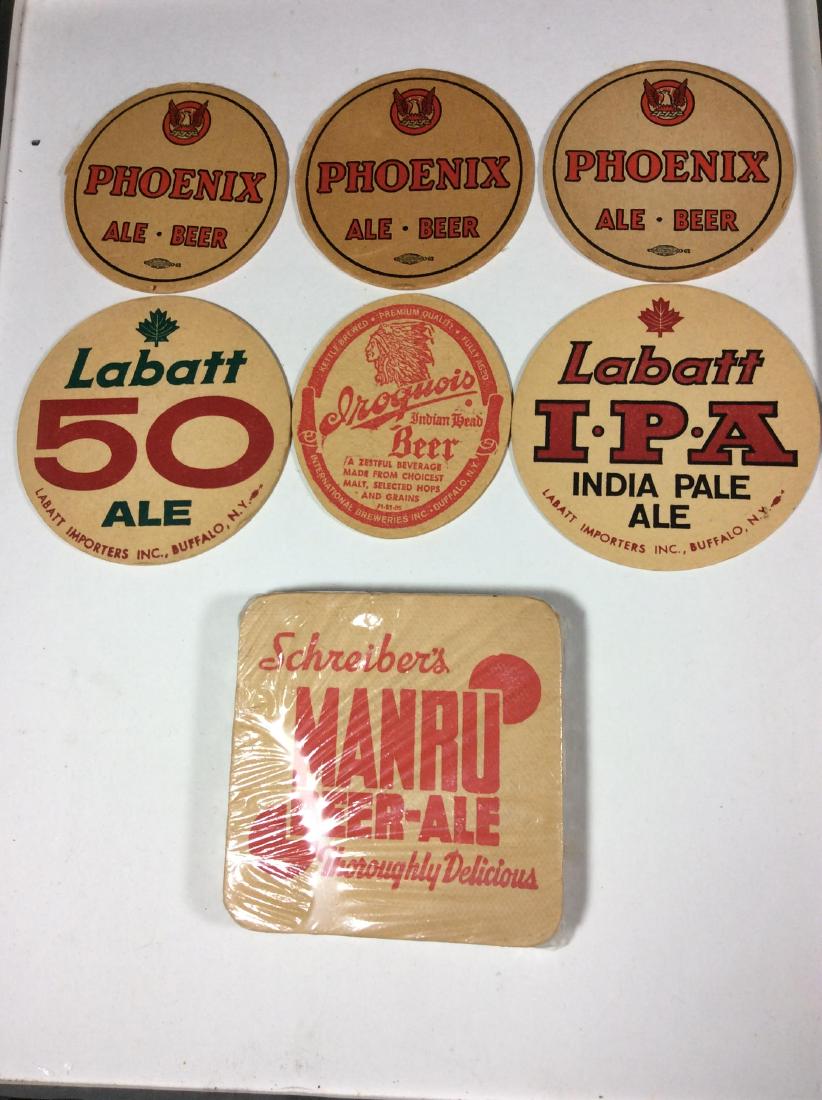 PHOENIX
ALE · BEER
PHOENIX
ALE · BEER
PHOENIX
ALE · BEER
Labatt
50
ALE
LABATT IMPORTERS INC., BUFFALO, N.Y.
KETTLE BREWED • PREMIUM QUALITY • FULLY AGED
Iroquois
Indian Head
Beer
A ZESTFUL BEVERAGE
MADE FROM CHOICEST
MALT, SELECTED HOPS
AND GRAINS
INTERNATIONAL BREWERIES INC · BUFFALO, N.Y.
Labatt
I·P·A
INDIA PALE
ALE
LABATT IMPORTERS INC., BUFFALO, N.Y.
Schreiber's
MANRU
BEER-ALE
Thoroughly Delicious